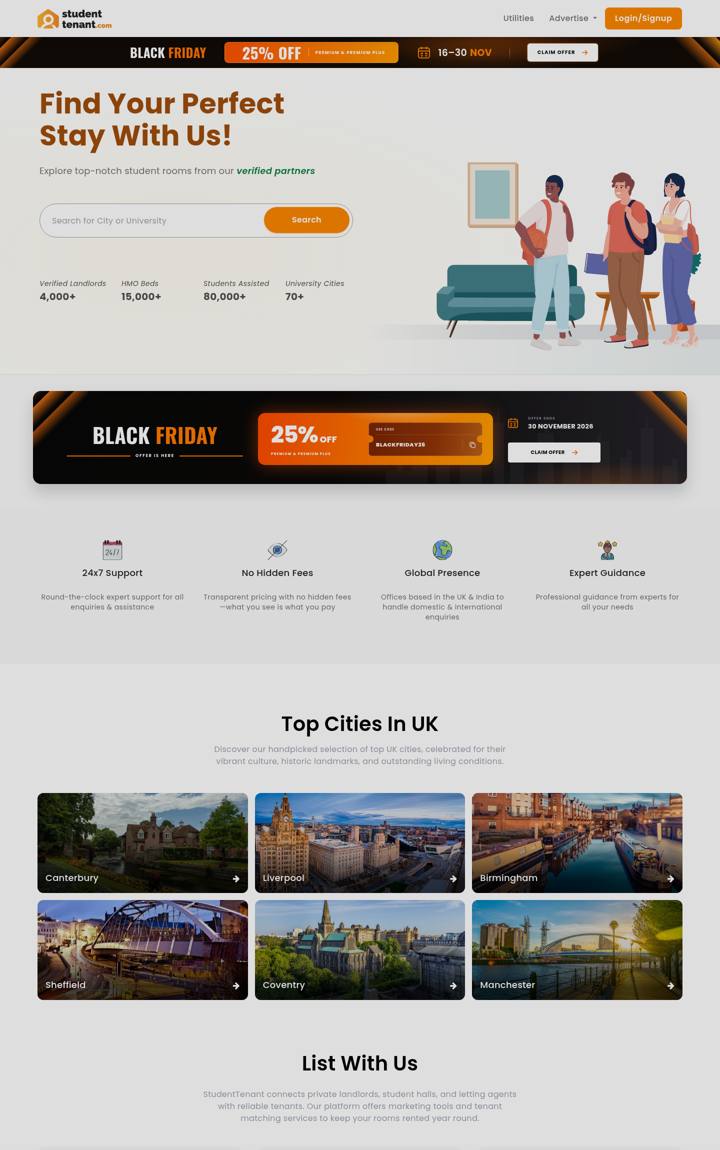 student
tenant.com
Utilities
Advertise
Login/Signup
BLACK FRIDAY
25% OFF
PREMIUM & PREMIUM PLUS
16–30 NOV
CLAIM OFFER
Find Your Perfect
Stay With Us!
Explore top-notch student rooms from our verified partners
Search for City or University
Search
Verified Landlords
4,000+
HMO Beds
15,000+
Students Assisted
80,000+
University Cities
70+
BLACK FRIDAY
OFFER IS HERE
25% OFF
PREMIUM & PREMIUM PLUS
USE CODE
BLACKFRIDAY26
OFFER ENDS
30 NOVEMBER 2026
CLAIM OFFER
24/7
24x7 Support
Round-the-clock expert support for all
enquiries & assistance
No Hidden Fees
Transparent pricing with no hidden fees
—what you see is what you pay
Global Presence
Offices based in the UK & India to
handle domestic & international
enquiries
Expert Guidance
Professional guidance from experts for
all your needs
Top Cities In UK
Discover our handpicked selection of top UK cities, celebrated for their
vibrant culture, historic landmarks, and outstanding living conditions.
Canterbury
Liverpool
Birmingham
Sheffield
Coventry
Manchester
List With Us
StudentTenant connects private landlords, student halls, and letting agents
with reliable tenants. Our platform offers marketing tools and tenant
matching services to keep your rooms rented year round.